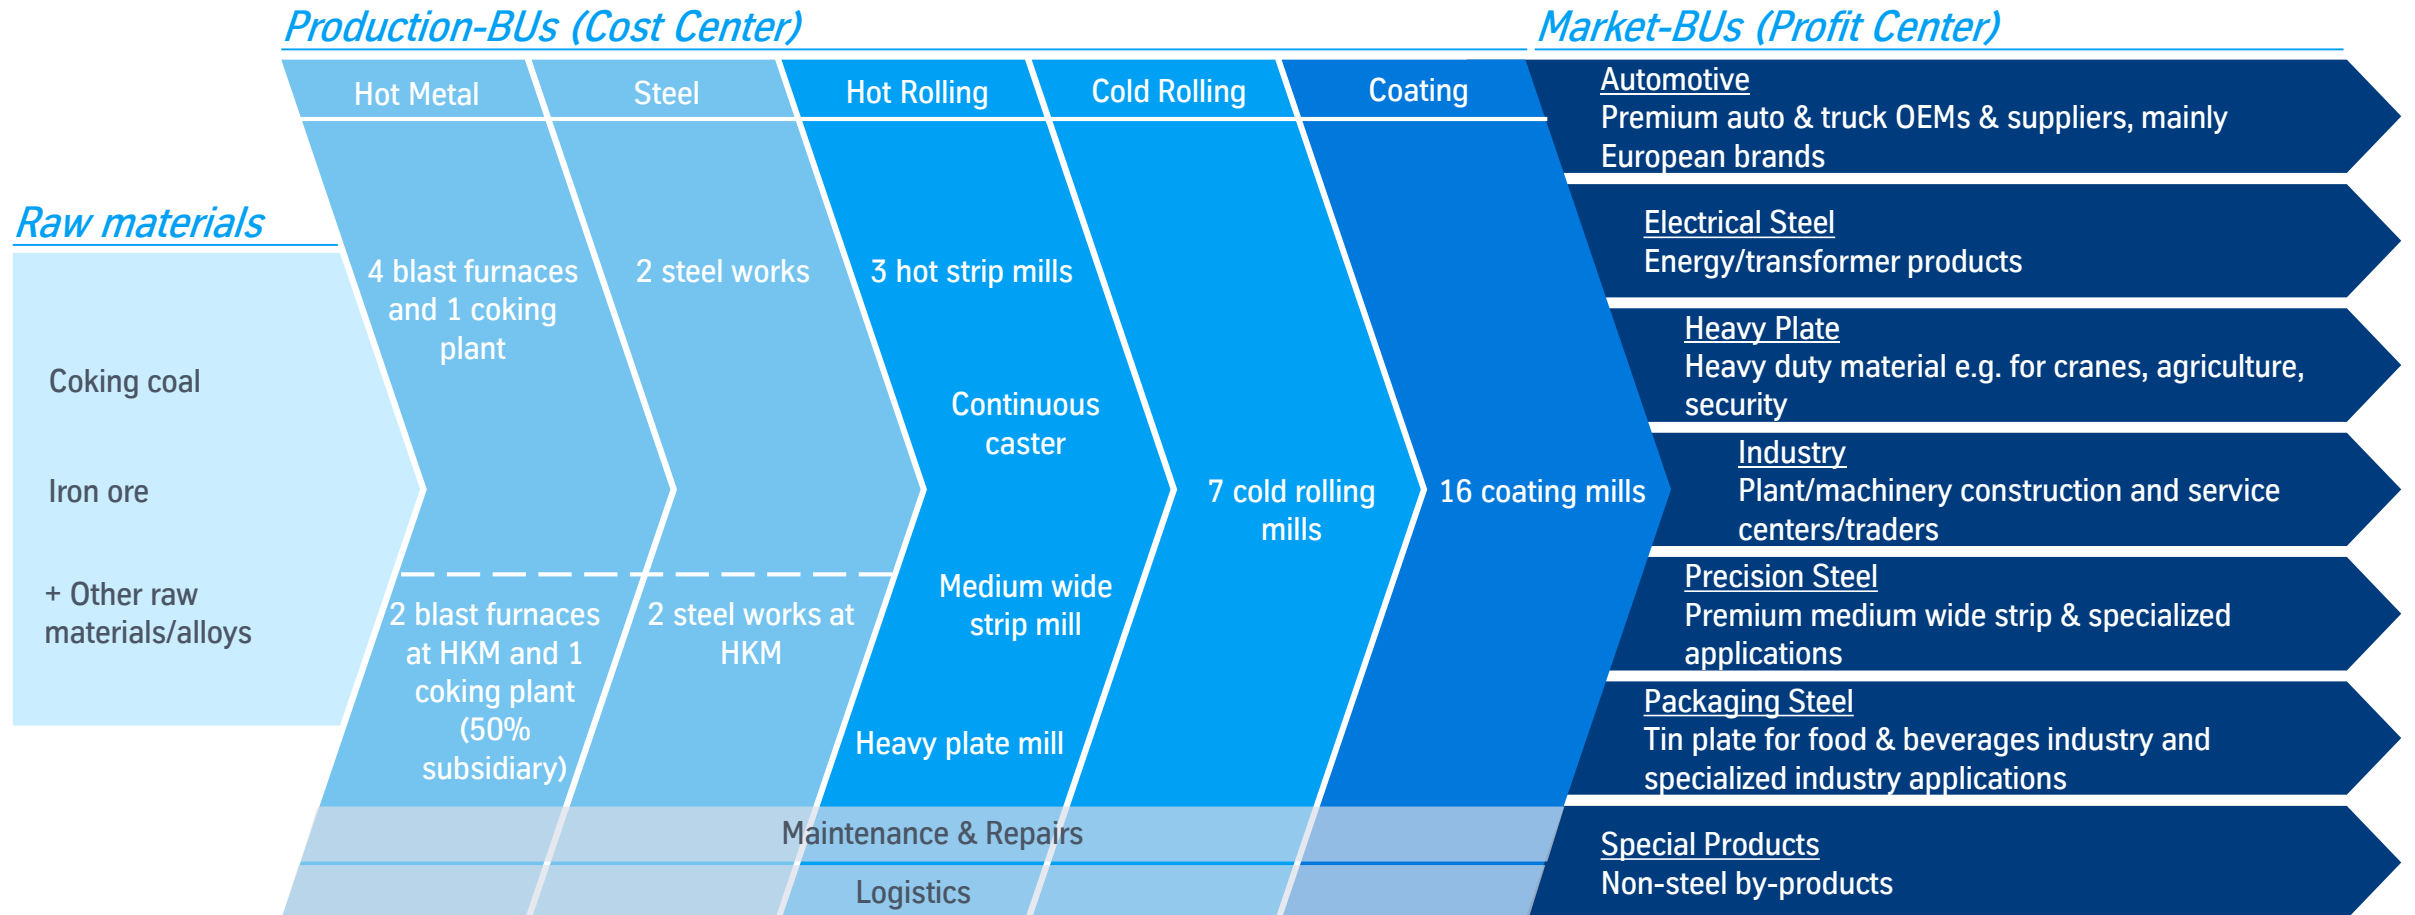 Production-BUs (Cost Center)
Market-BUs (Profit Center)
Raw materials
Coking coal
Iron ore
+ Other raw
materials/alloys
Hot Metal
4 blast furnaces
and 1 coking
plant
2 blast furnaces
at HKM and 1
coking plant
(50%
subsidiary)
Steel
2 steel works
2 steel works at
HKM
Hot Rolling
3 hot strip mills
Continuous
caster
Medium wide
strip mill
Heavy plate mill
Cold Rolling
7 cold rolling
mills
Coating
16 coating mills
Maintenance & Repairs
Logistics
Automotive
Premium auto & truck OEMs & suppliers, mainly
European brands
Electrical Steel
Energy/transformer products
Heavy Plate
Heavy duty material e.g. for cranes, agriculture,
security
Industry
Plant/machinery construction and service
centers/traders
Precision Steel
Premium medium wide strip & specialized
applications
Packaging Steel
Tin plate for food & beverages industry and
specialized industry applications
Special Products
Non-steel by-products